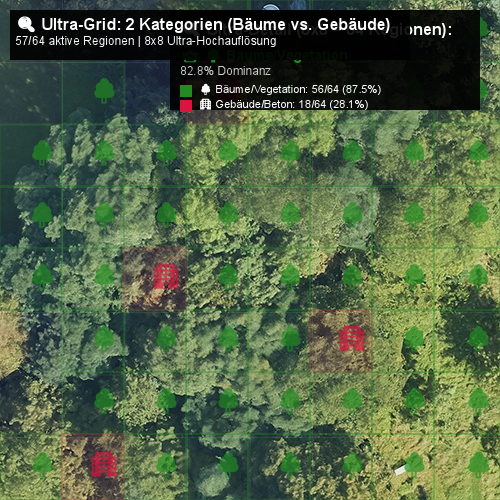 Ultra-Grid: 2 Kategorien (Bäume vs. Gebäude)
57/64 aktive Regionen | 8x8 Ultra-Hochauflösung
onen):
82.8% Dominanz
Bäume/Vegetation: 56/64 (87.5%)
Gebäude/Beton: 18/64 (28.1%)